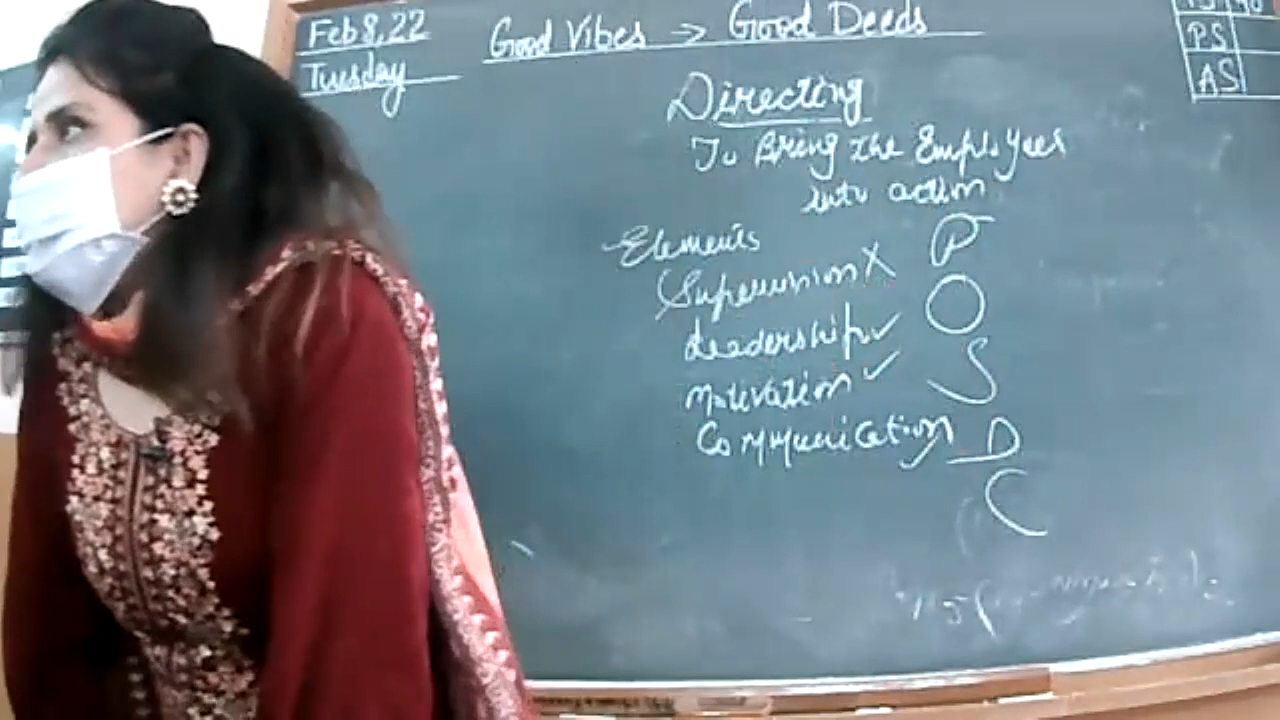 Feb 8, 22
Tuesday
Good Vibes → Good Deeds
PS
AS
Directing
To Bring the Employees
into action
Elements
Supervision X
Leadership ✓
Motivation ✓
Communication
P
O
S
D
C